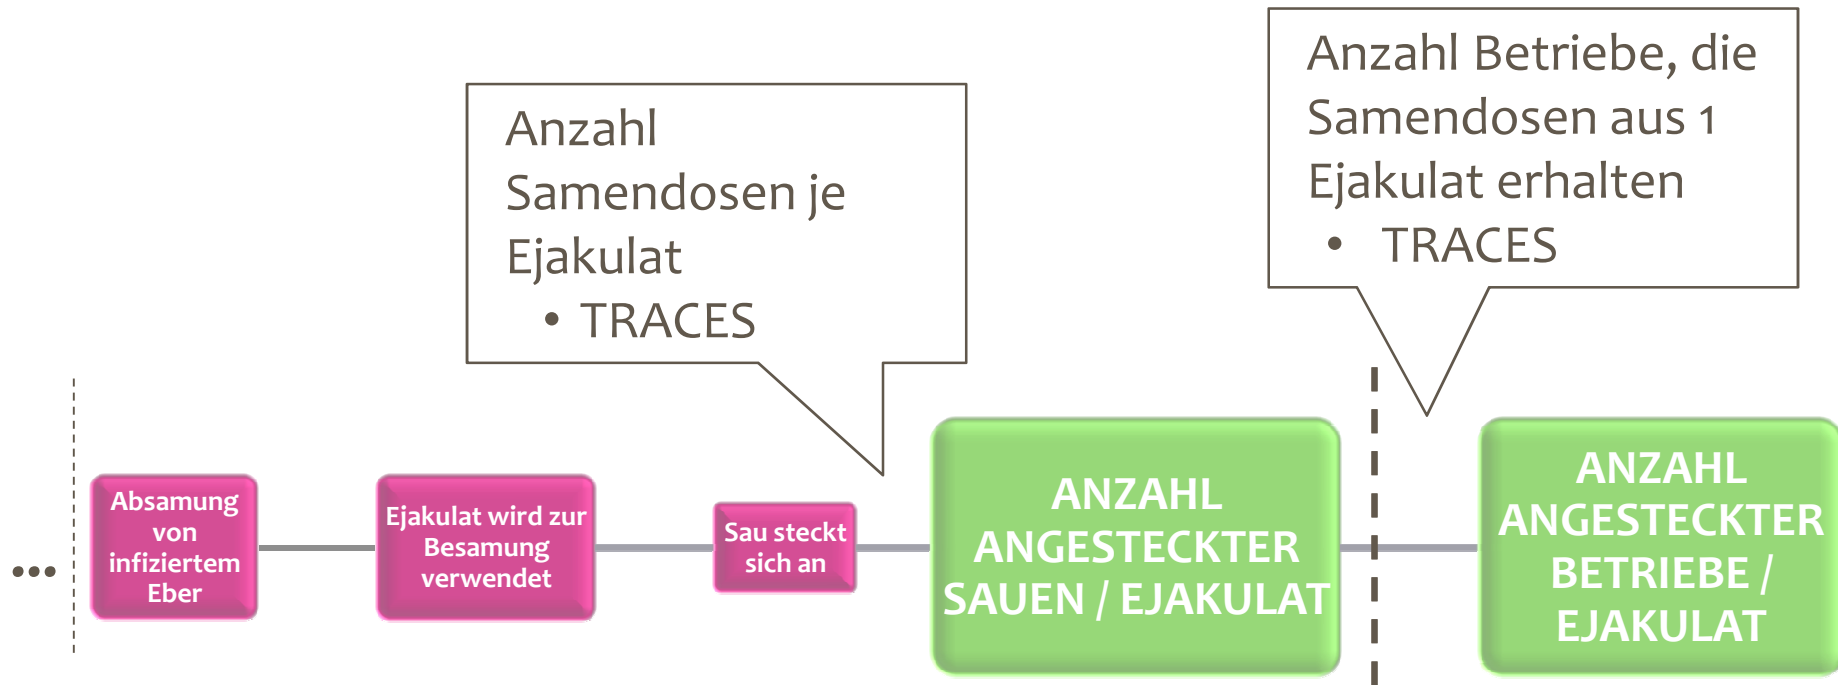 Anzahl
Samendosen je
Ejakulat
• TRACES
Anzahl Betriebe, die
Samendosen aus 1
Ejakulat erhalten
• TRACES
...
Absamung
von
infiziertem
Eber
Ejakulat wird zur
Besamung
verwendet
Sau steckt
sich an
ANZAHL
ANGESTECKTER
SAUEN / EJAKULAT
ANZAHL
ANGESTECKTER
BETRIEBE /
EJAKULAT